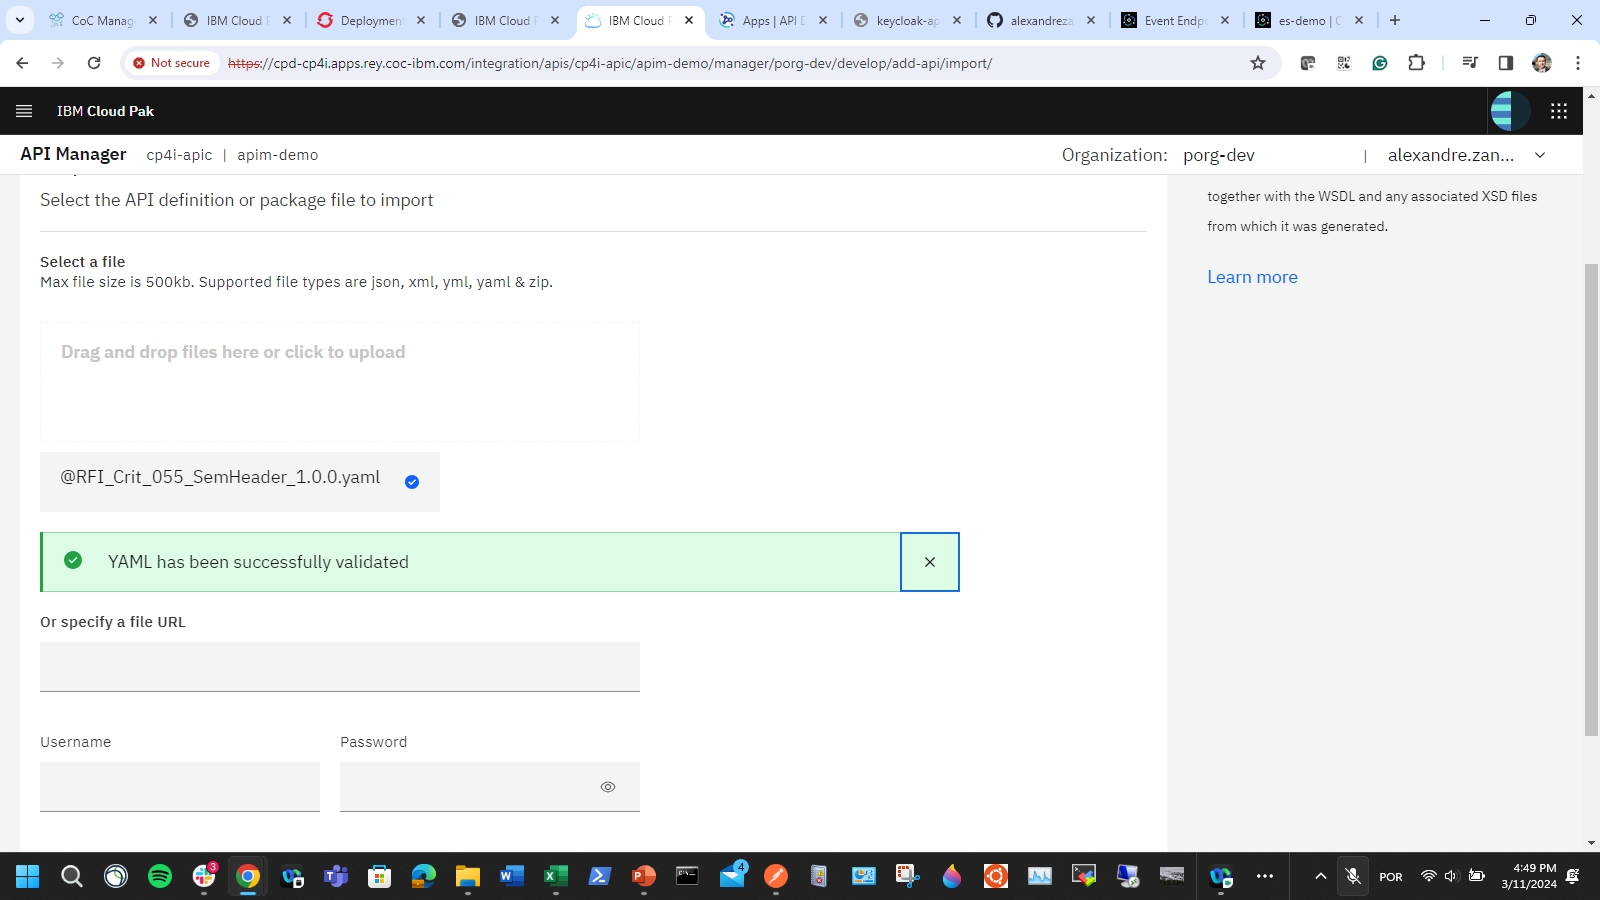 CoC Manag
IBM Cloud P
Deployment
IBM Cloud P
IBM Cloud P
Apps | API D
keycloak-ap
alexandreza
Event Endp
es-demo | C
Not secure
https://cpd-cp4i.apps.rey.coc-ibm.com/integration/apis/cp4i-apic/apim-demo/manager/porg-dev/develop/add-api/import/
IBM Cloud Pak
API Manager cp4i-apic | apim-demo
Organization: porg-dev | alexandre.zan...
Select the API definition or package file to import
Select a file
Max file size is 500kb. Supported file types are json, xml, yml, yaml & zip.
Drag and drop files here or click to upload
@RFI_Crit_055_SemHeader_1.0.0.yaml
YAML has been successfully validated
Or specify a file URL
Username
Password
together with the WSDL and any associated XSD files
from which it was generated.
Learn more
3
4
POR
4:49 PM
3/11/2024